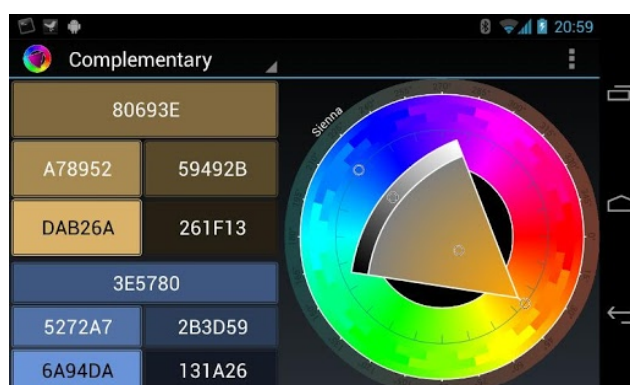 20:59
Complementary
80693E
A78952 59492B
DAB26A 261F13
3E5780
5272A7 2B3D59
6A94DA 131A26
Sienna